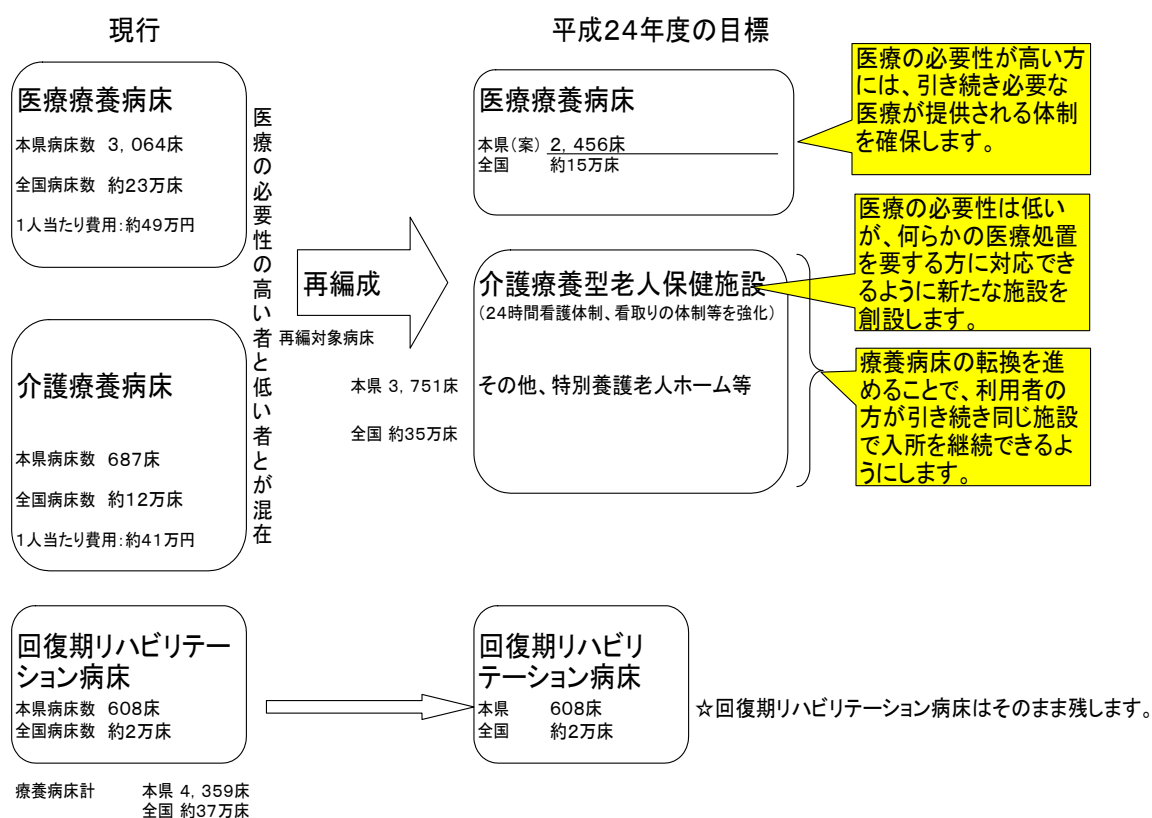 現行
医療療養病床
本県病床数 3，064床
全国病床数 約23万床
1人当たり費用：約49万円
介護療養病床
本県病床数 687床
全国病床数 約12万床
1人当たり費用：約41万円
医療の必要性の高い者と低い者とが混在
再編成
再編対象病床
本県 3，751床
全国 約35万床
平成24年度の目標
医療療養病床
本県（案） 2，456床
全国 約15万床
介護療養型老人保健施設
（24時間看護体制、看取りの体制等を強化）
その他、特別養護老人ホーム等
医療の必要性が高い方
には、引き続き必要な
医療が提供される体制
を確保します。
医療の必要性は低い
が、何らかの医療処置
を要する方に対応でき
るように新たな施設を
創設します。
療養病床の転換を進
めることで、利用者の
方が引き続き同じ施設
で入所を継続できるよ
うにします。
回復期リハビリテー
ション病床
本県病床数 608床
全国病床数 約2万床
回復期リハビリ
テーション病床
本県 608床
全国 約2万床
☆回復期リハビリテーション病床はそのまま残します。
療養病床計 本県 4，359床
全国 約37万床